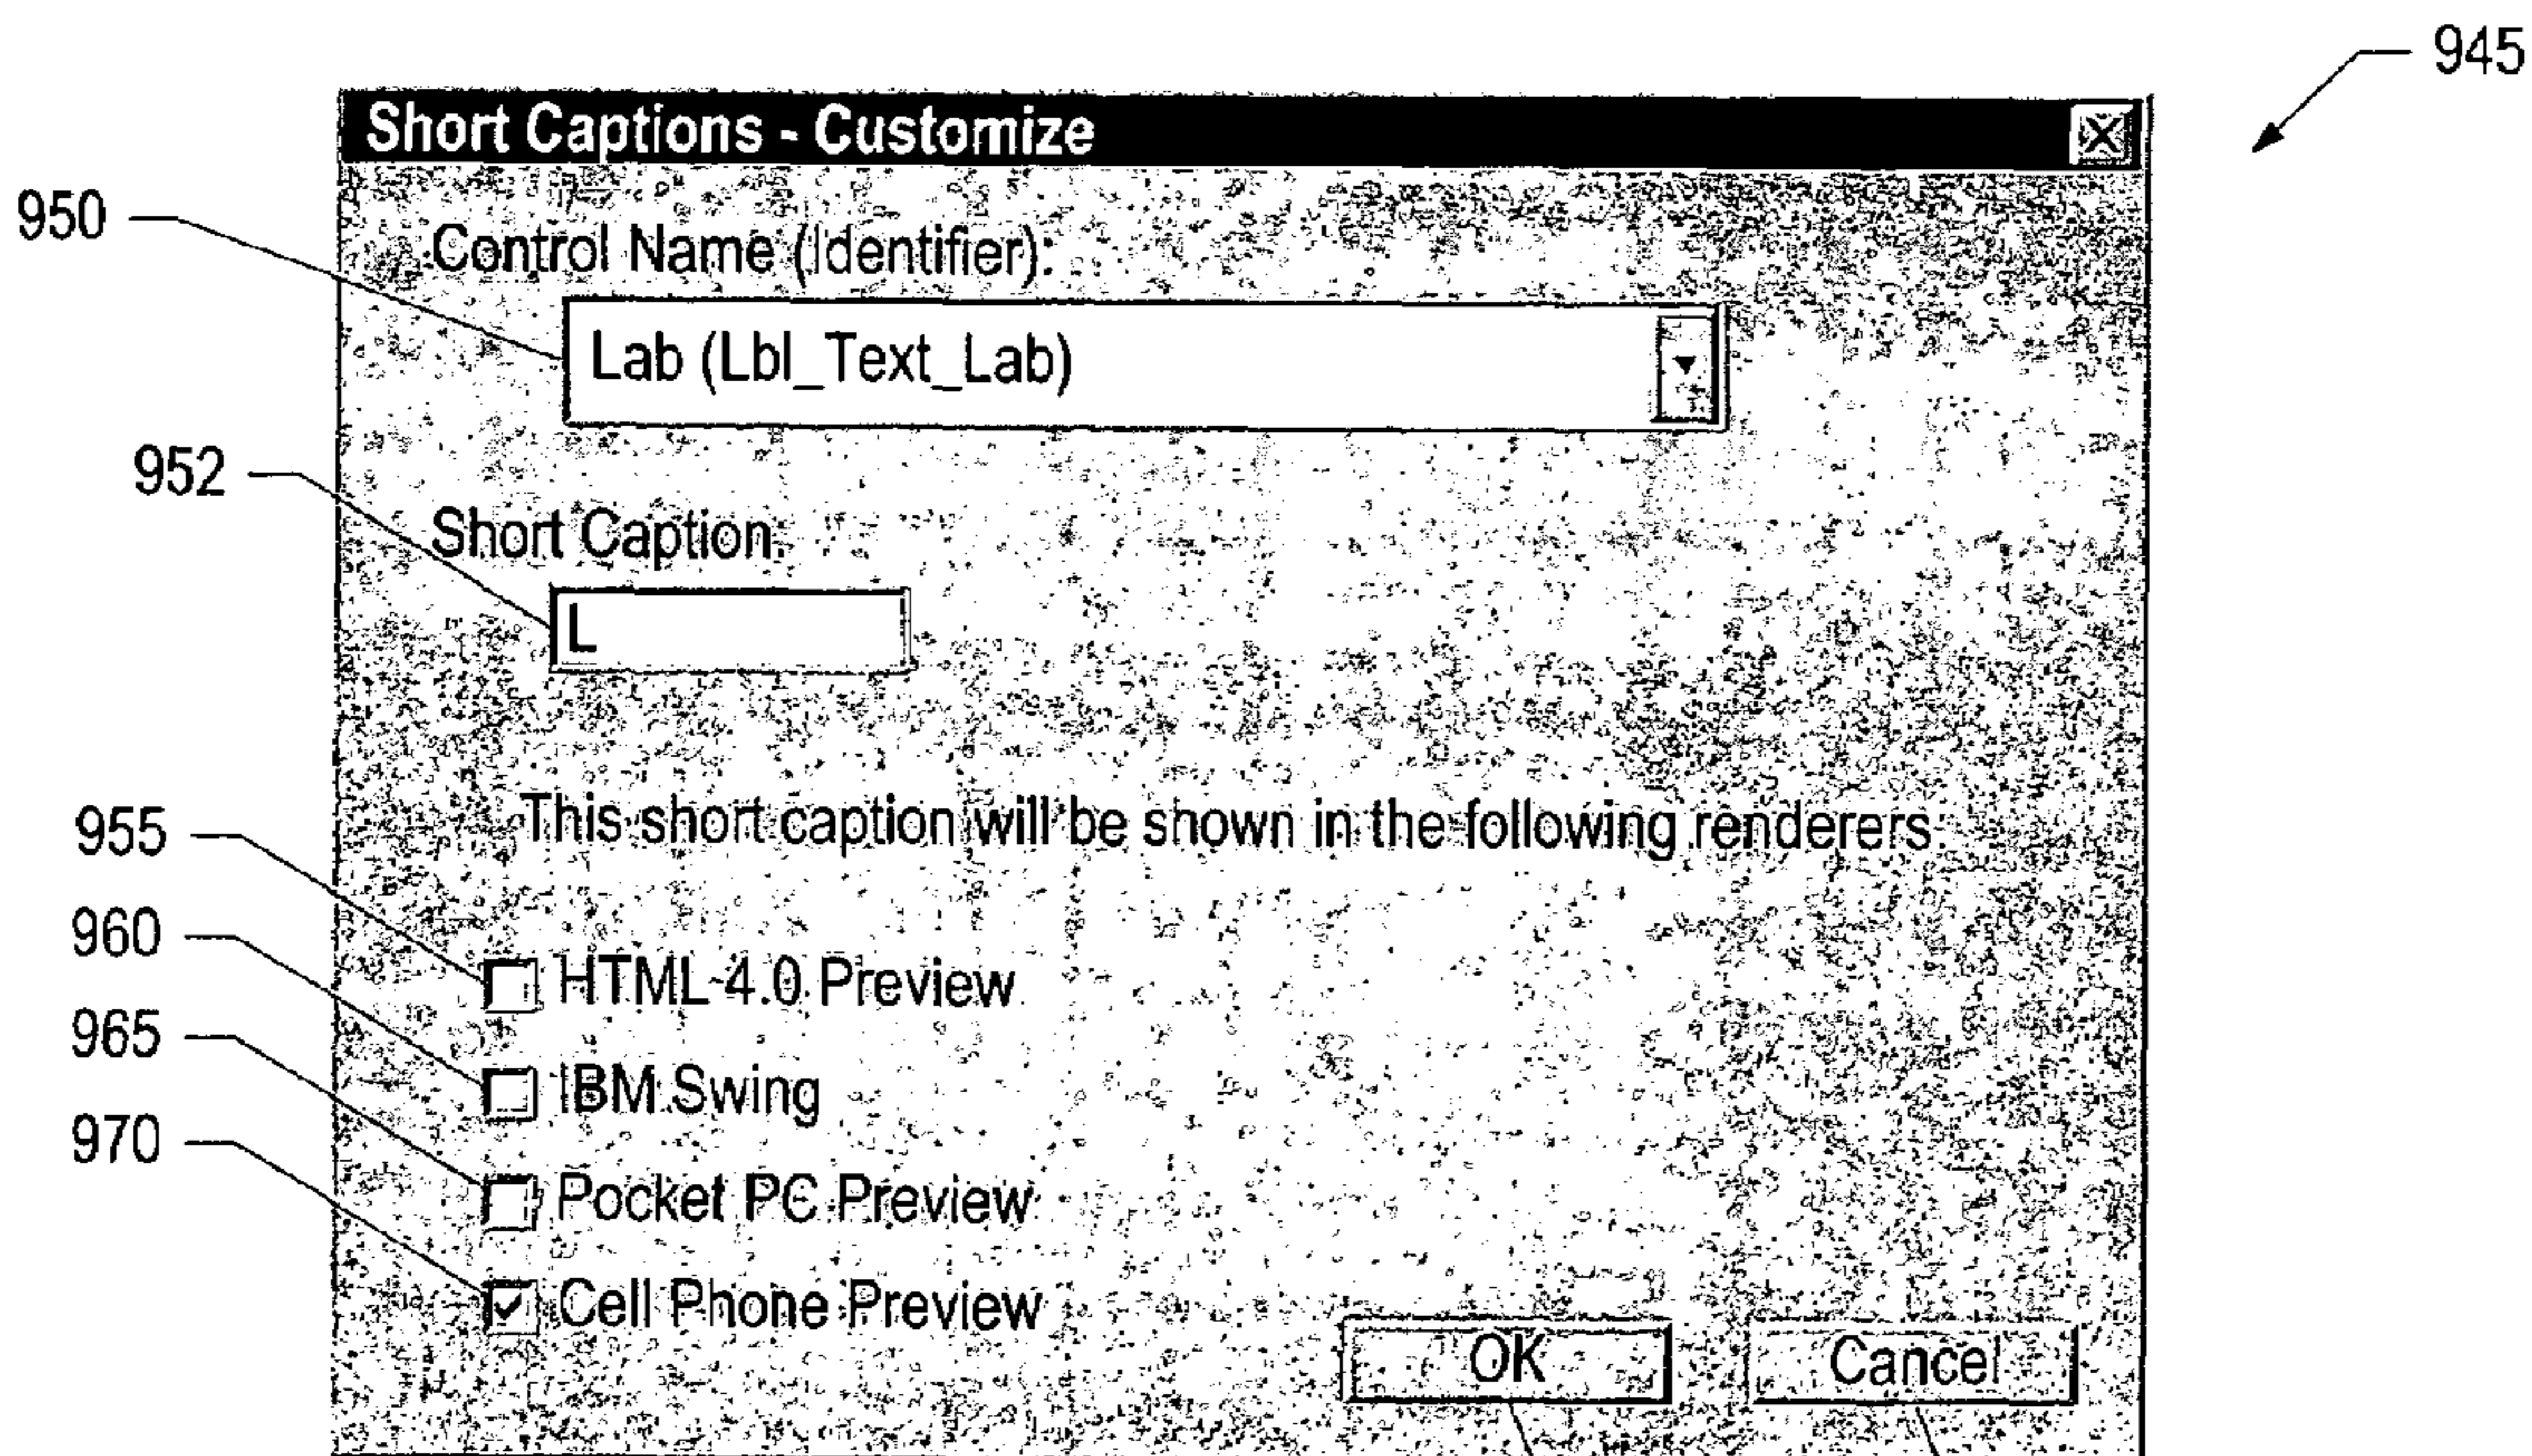 945
Short Captions - Customize
950
Control Name (Identifier):
Lab (Lbl_Text_Lab)
952
Short Caption:
L
This short caption will be shown in the following renderers:
955
HTML 4.0 Preview
960
IBM Swing
965
Pocket PC Preview
970
Cell Phone Preview
OK Cancel